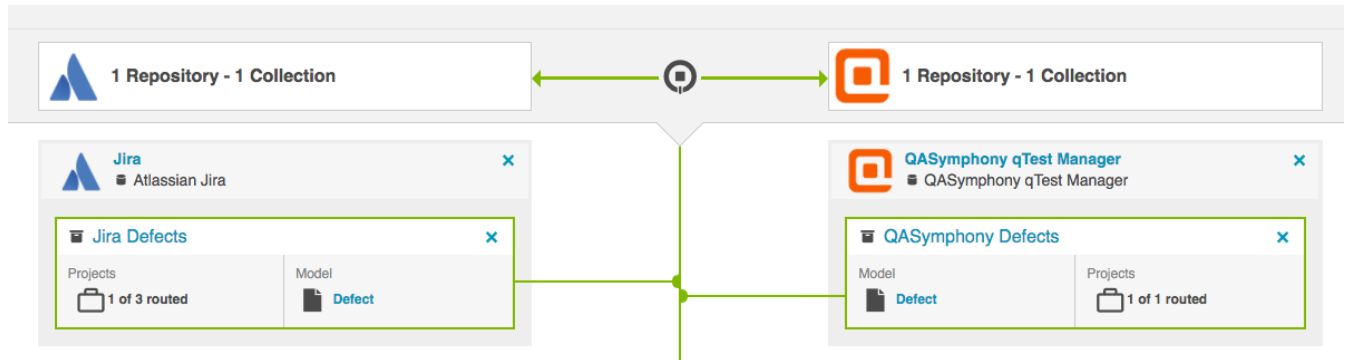 1 Repository - 1 Collection
1 Repository - 1 Collection
Jira
Atlassian Jira
QASymphony qTest Manager
QASymphony qTest Manager
Jira Defects
QASymphony Defects
Projects
Model
1 of 3 routed
Defect
Model
Projects
Defect
1 of 1 routed